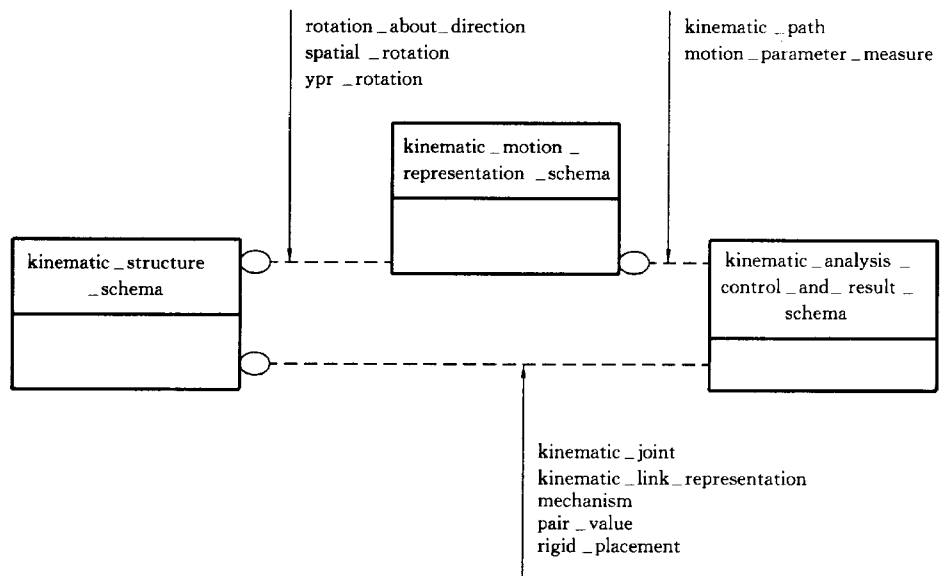 rotation_about_direction
spatial_rotation
ypr_rotation
kinematic_path
motion_parameter_measure
kinematic_motion_
representation_schema
kinematic_structure
_schema
kinematic_analysis_
control_and_result_
schema
kinematic_joint
kinematic_link_representation
mechanism
pair_value
rigid_placement